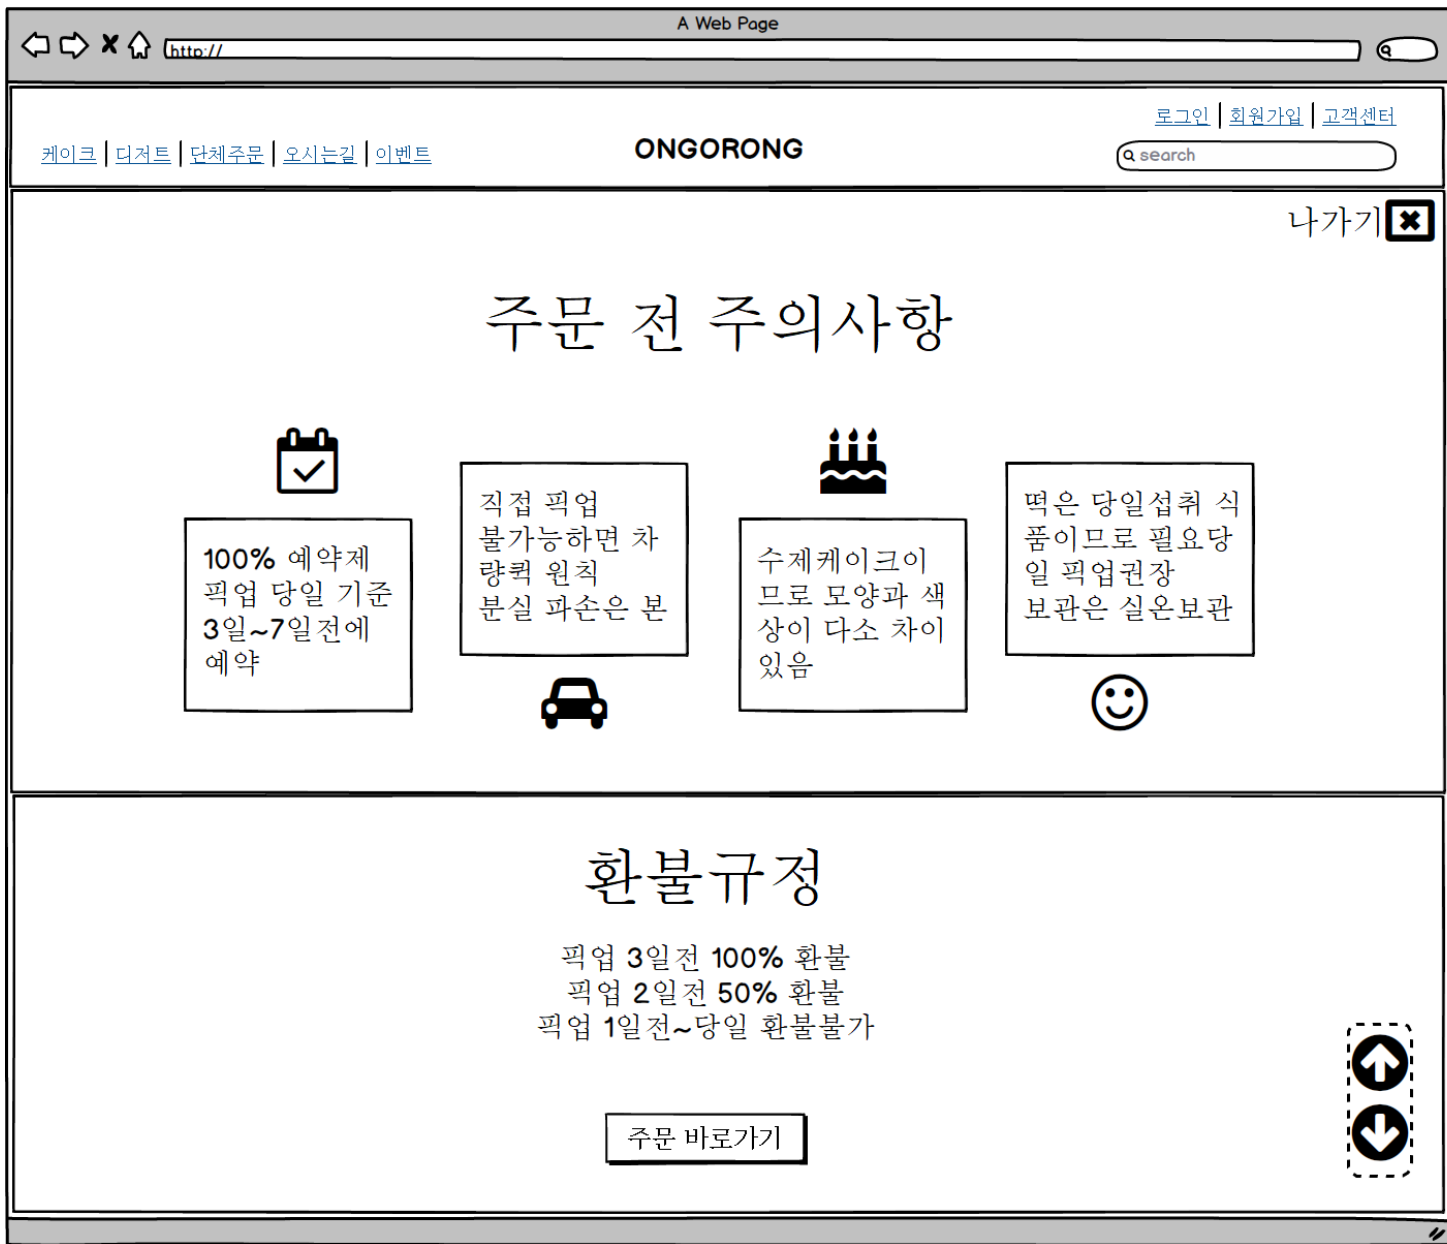 A Web Page
http://
로그인 | 회원가입 | 고객센터
케이크 | 디저트 | 단체주문 | 오시는길 | 이벤트
ONGORONG
search
나가기
주문 전 주의사항
100% 예약제
픽업 당일 기준
3일~7일전에
예약
직접 픽업
불가능하면 차
량퀵 원칙
분실 파손은 본
수제케이크이
므로 모양과 색
상이 다소 차이
있음
떡은 당일섭취 식
품이므로 필요당
일 픽업권장
보관은 실온보관
환불규정
픽업 3일전 100% 환불
픽업 2일전 50% 환불
픽업 1일전~당일 환불불가
주문 바로가기